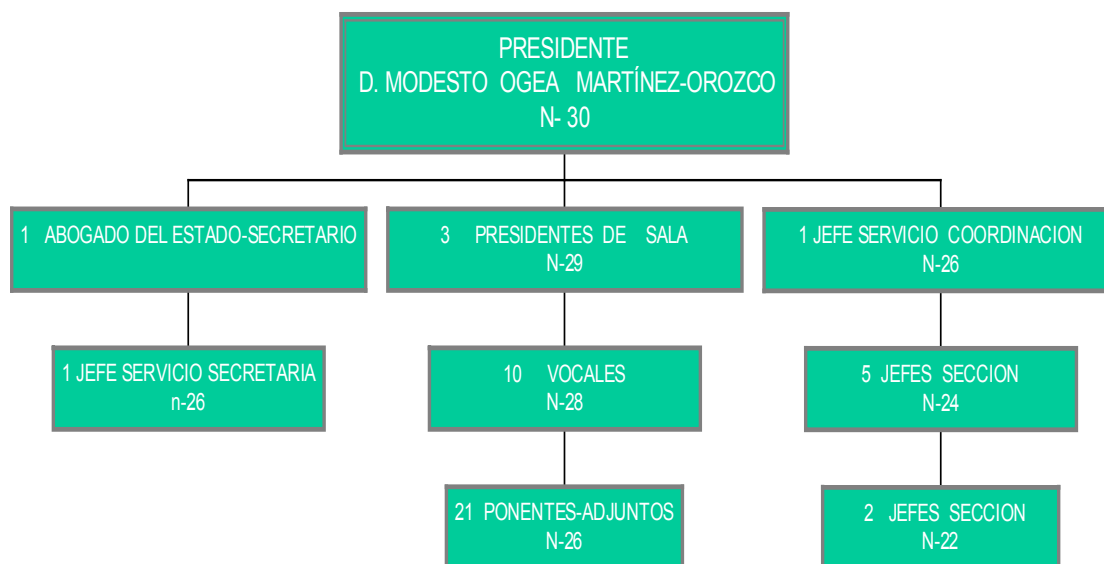 PRESIDENTE
D. MODESTO OGEA MARTÍNEZ-OROZCO
N- 30
1 ABOGADO DEL ESTADO-SECRETARIO
3 PRESIDENTES DE SALA
N-29
1 JEFE SERVICIO COORDINACION
N-26
1 JEFE SERVICIO SECRETARIA
n-26
10 VOCALES
N-28
5 JEFES SECCION
N-24
21 PONENTES-ADJUNTOS
N-26
2 JEFES SECCION
N-22